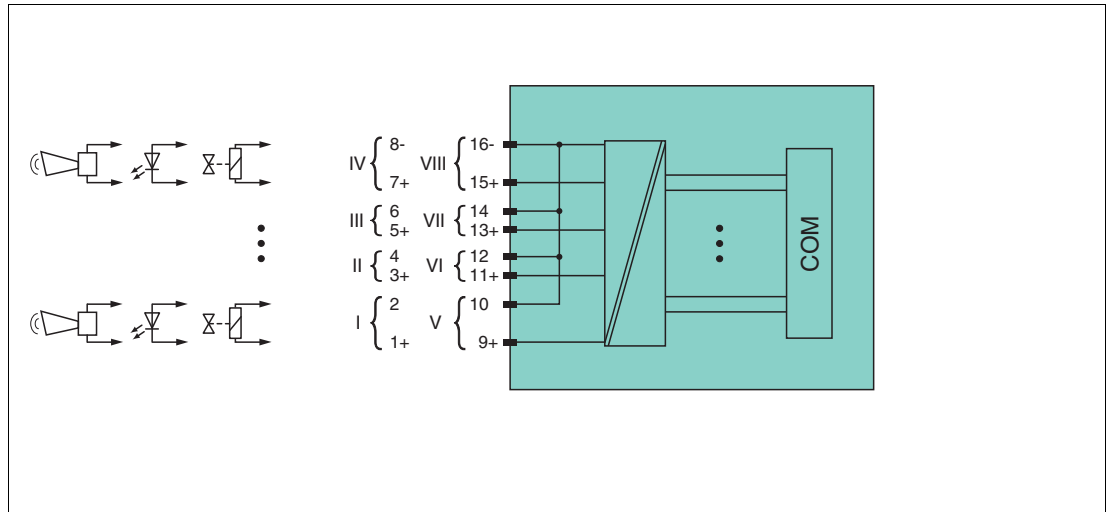 IV 8- VIII 16-
7+ 15+
III 6 VII 14
5+ 13+
II 4 VI 12
3+ 11+
I 2 V 10
1+ 9+
COM